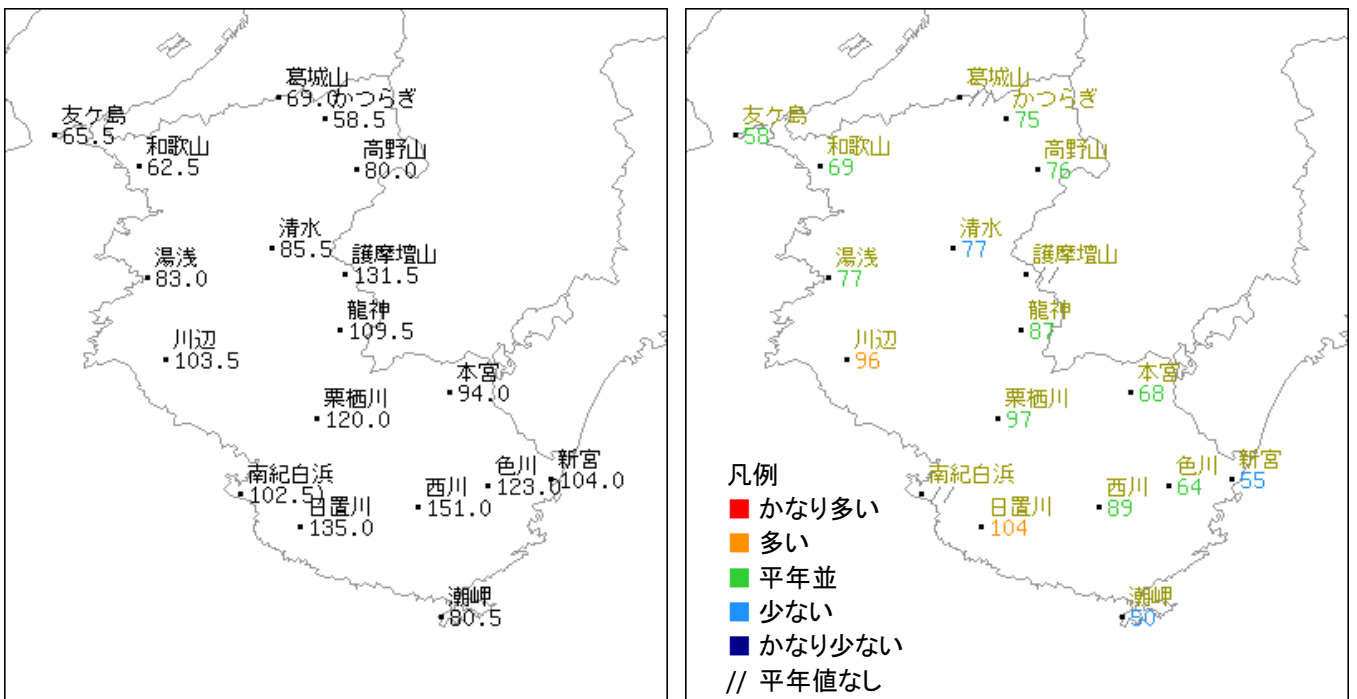 葛城山
69.0
かつらぎ
58.5
友ケ島
65.5
和歌山
62.5
高野山
80.0
清水
85.5
湯浅
83.0
護摩壇山
131.5
龍神
109.5
川辺
103.5
本宮
94.0
栗栖川
120.0
南紀白浜
102.5)
日置川
135.0
西川
151.0
色川
123.0
新宮
104.0
潮岬
80.5
葛城山
//
かつらぎ
75
友ケ島
58
和歌山
69
高野山
76
清水
77
湯浅
77
護摩壇山
//
龍神
87
川辺
96
本宮
68
栗栖川
97
南紀白浜
//
日置川
104
西川
89
色川
64
新宮
55
潮岬
50
凡例
かなり多い
多い
平年並
少ない
かなり少ない
// 平年値なし